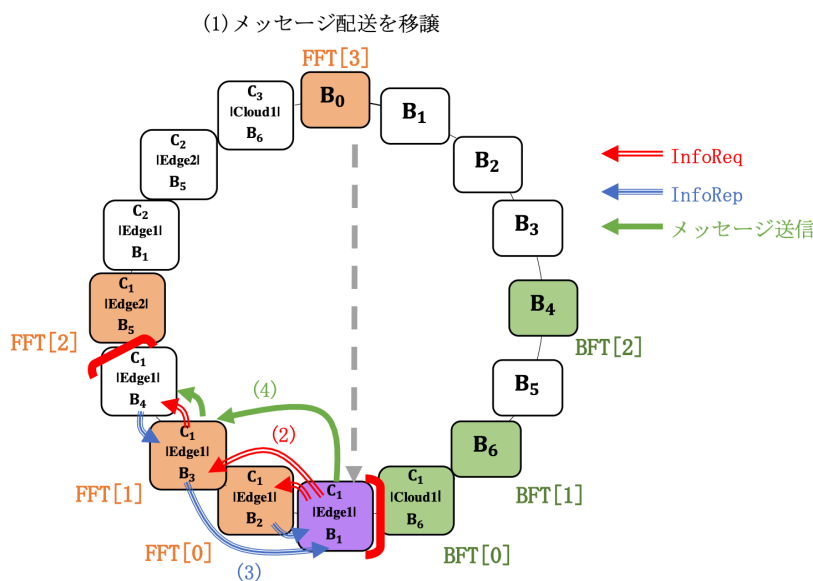 (1)メッセージ配送を移譲
FFT[3]
B0
B1
B2
B3
B4
BFT[2]
B5
B6
BFT[1]
C1
|Cloud1|
B6
BFT[0]
C1
|Edge1|
B1
C1
|Edge1|
B2
FFT[0]
C1
|Edge1|
B3
FFT[1]
C1
|Edge1|
B4
C1
|Edge2|
B5
FFT[2]
C2
|Edge1|
B1
C2
|Edge2|
B5
C3
|Cloud1|
B6
(2)
(3)
(4)
InfoReq
InfoRep
メッセージ送信